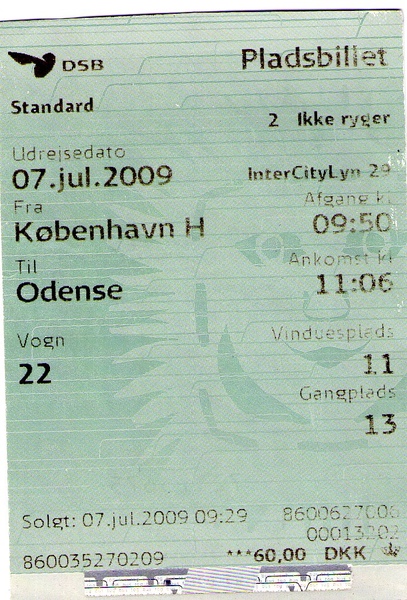 DSB Pladsbillet
Standard
2 Ikke ryger
Udrejsedato
07.jul.2009 InterCityLyn 29
Fra Afgang kl
København H 09:50
Til Ankomst kl
Odense 11:06
Vogn Vinduesplads
22 11
Gangplads
13
Solgt: 07.jul.2009 09:29 8600627006
00013202
860035270209 ***60,00 DKK